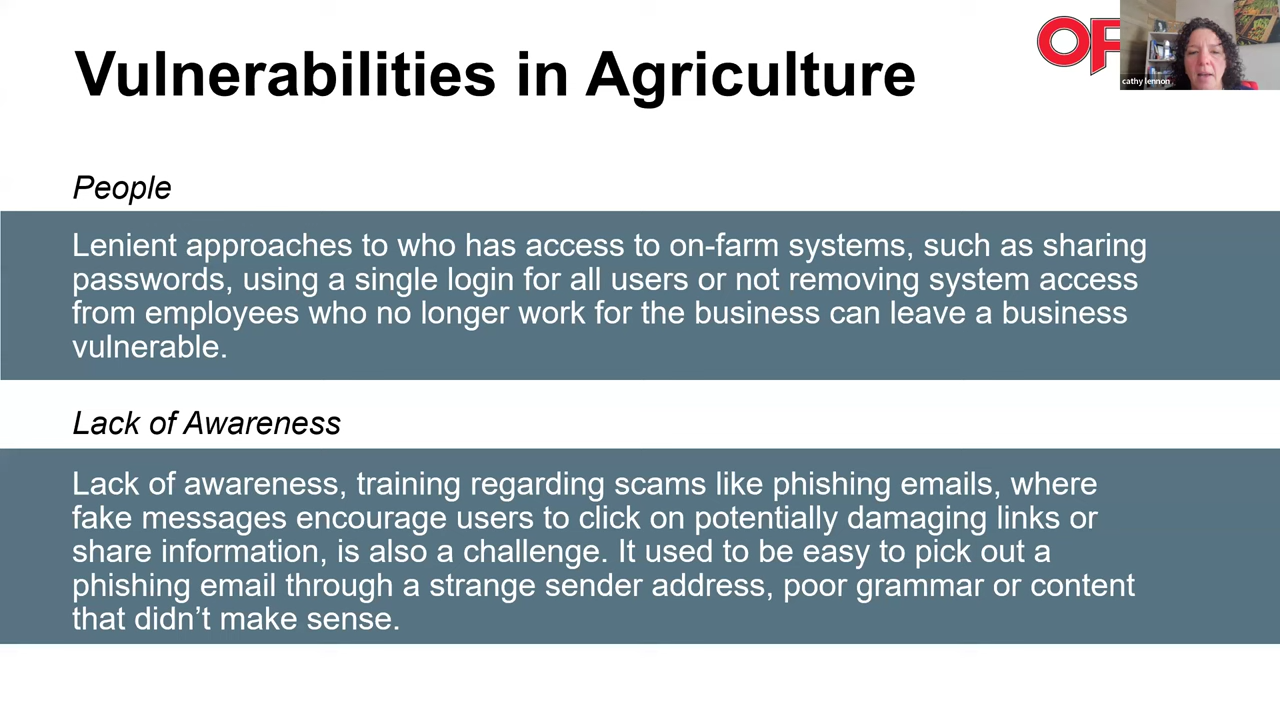 Vulnerabilities in Agriculture
OF
cathy lennon
People
Lenient approaches to who has access to on-farm systems, such as sharing
passwords, using a single login for all users or not removing system access
from employees who no longer work for the business can leave a business
vulnerable.
Lack of Awareness
Lack of awareness, training regarding scams like phishing emails, where
fake messages encourage users to click on potentially damaging links or
share information, is also a challenge. It used to be easy to pick out a
phishing email through a strange sender address, poor grammar or content
that didn’t make sense.